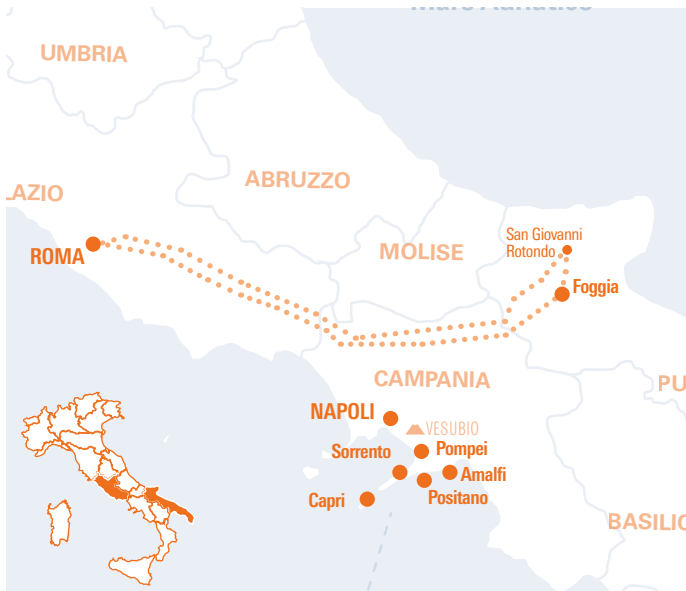 UMBRIA
ABRUZZO
LAZIO
ROMA
MOLISE
San Giovanni
Rotondo
Foggia
CAMPANIA
PU
NAPOLI
VESUBIO
Sorrento
Pompei
Amalfi
Capri
Positano
BASILIC